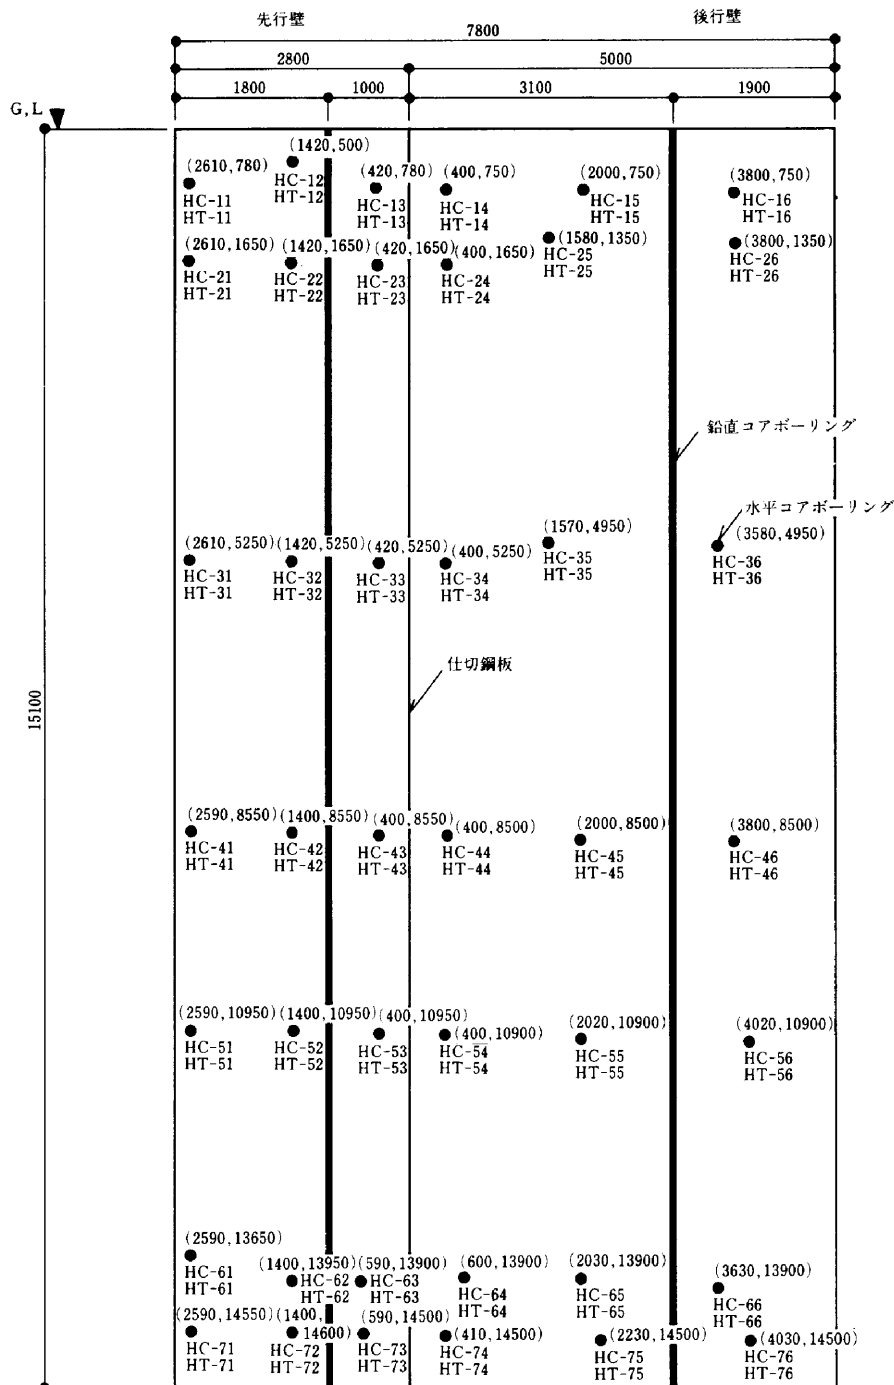 先行壁
後行壁
7800
2800
5000
1800
1000
3100
1900
G,L
15100
(2610,780)
HC-11
HT-11
(1420,500)
HC-12
HT-12
(420,780)
HC-13
HT-13
(400,750)
HC-14
HT-14
(2000,750)
HC-15
HT-15
(3800,750)
HC-16
HT-16
(2610,1650)
HC-21
HT-21
(1420,1650)
HC-22
HT-22
(420,1650)
HC-23
HT-23
(400,1650)
HC-24
HT-24
(1580,1350)
HC-25
HT-25
(3800,1350)
HC-26
HT-26
鉛直コアボーリング
水平コアボーリング
(2610,5250)
HC-31
HT-31
(1420,5250)
HC-32
HT-32
(420,5250)
HC-33
HT-33
(400,5250)
HC-34
HT-34
(1570,4950)
HC-35
HT-35
(3580,4950)
HC-36
HT-36
仕切鋼板
(2590,8550)
HC-41
HT-41
(1400,8550)
HC-42
HT-42
(400,8550)
HC-43
HT-43
(400,8500)
HC-44
HT-44
(2000,8500)
HC-45
HT-45
(3800,8500)
HC-46
HT-46
(2590,10950)
HC-51
HT-51
(1400,10950)
HC-52
HT-52
(400,10950)
HC-53
HT-53
(400,10900)
HC-54
HT-54
(2020,10900)
HC-55
HT-55
(4020,10900)
HC-56
HT-56
(2590,13650)
HC-61
HT-61
(1400,13950)
HC-62
HT-62
(590,13900)
HC-63
HT-63
(600,13900)
HC-64
HT-64
(2030,13900)
HC-65
HT-65
(3630,13900)
HC-66
HT-66
(2590,14550)
HC-71
HT-71
(1400,
14600)
HC-72
HT-72
(590,14500)
HC-73
HT-73
(410,14500)
HC-74
HT-74
(2230,14500)
HC-75
HT-75
(4030,14500)
HC-76
HT-76